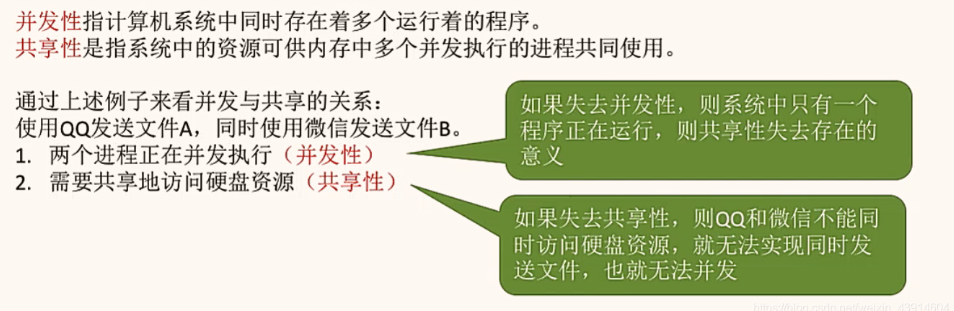 并发性指计算机系统中同时存在着多个运行着的程序。
共享性是指系统中的资源可供内存中多个并发执行的进程共同使用。
通过上述例子来看并发与共享的关系：
使用QQ发送文件A，同时使用微信发送文件B。
1. 两个进程正在并发执行（并发性）
2. 需要共享地访问硬盘资源（共享性）
如果失去并发性，则系统中只有一个
程序正在运行，则共享性失去存在的
意义
如果失去共享性，则QQ和微信不能同
时访问硬盘资源，就无法实现同时发
送文件，也就无法并发